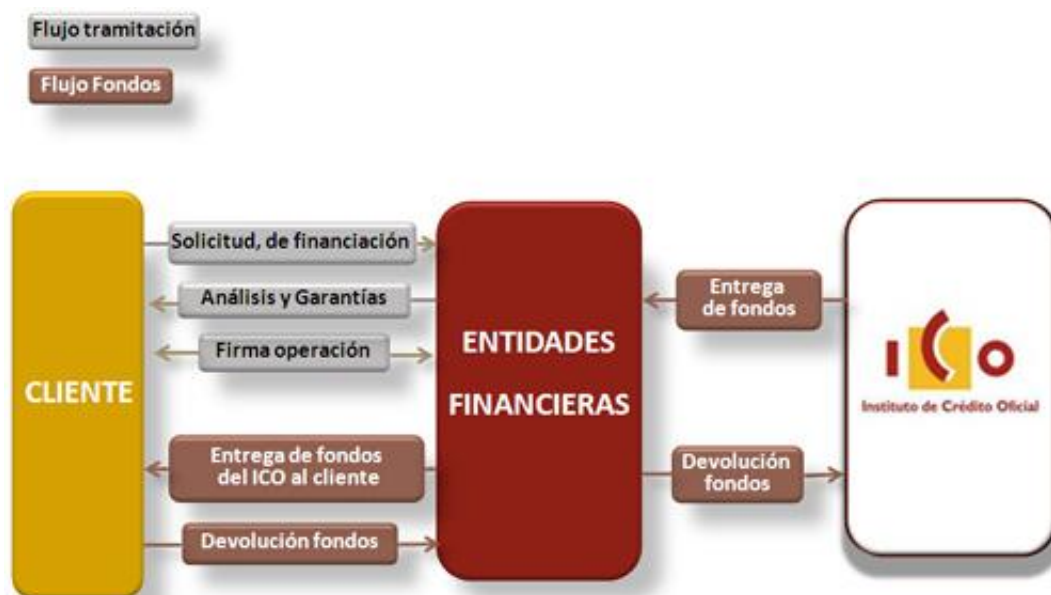 Flujo tramitación
Flujo Fondos
CLIENTE
Solicitud, de financiación
Análisis y Garantías
Firma operación
Entrega de fondos
del ICO al cliente
Devolución fondos
ENTIDADES
FINANCIERAS
Entrega
de fondos
Devolución
fondos
ICO
Instituto de Crédito Oficial